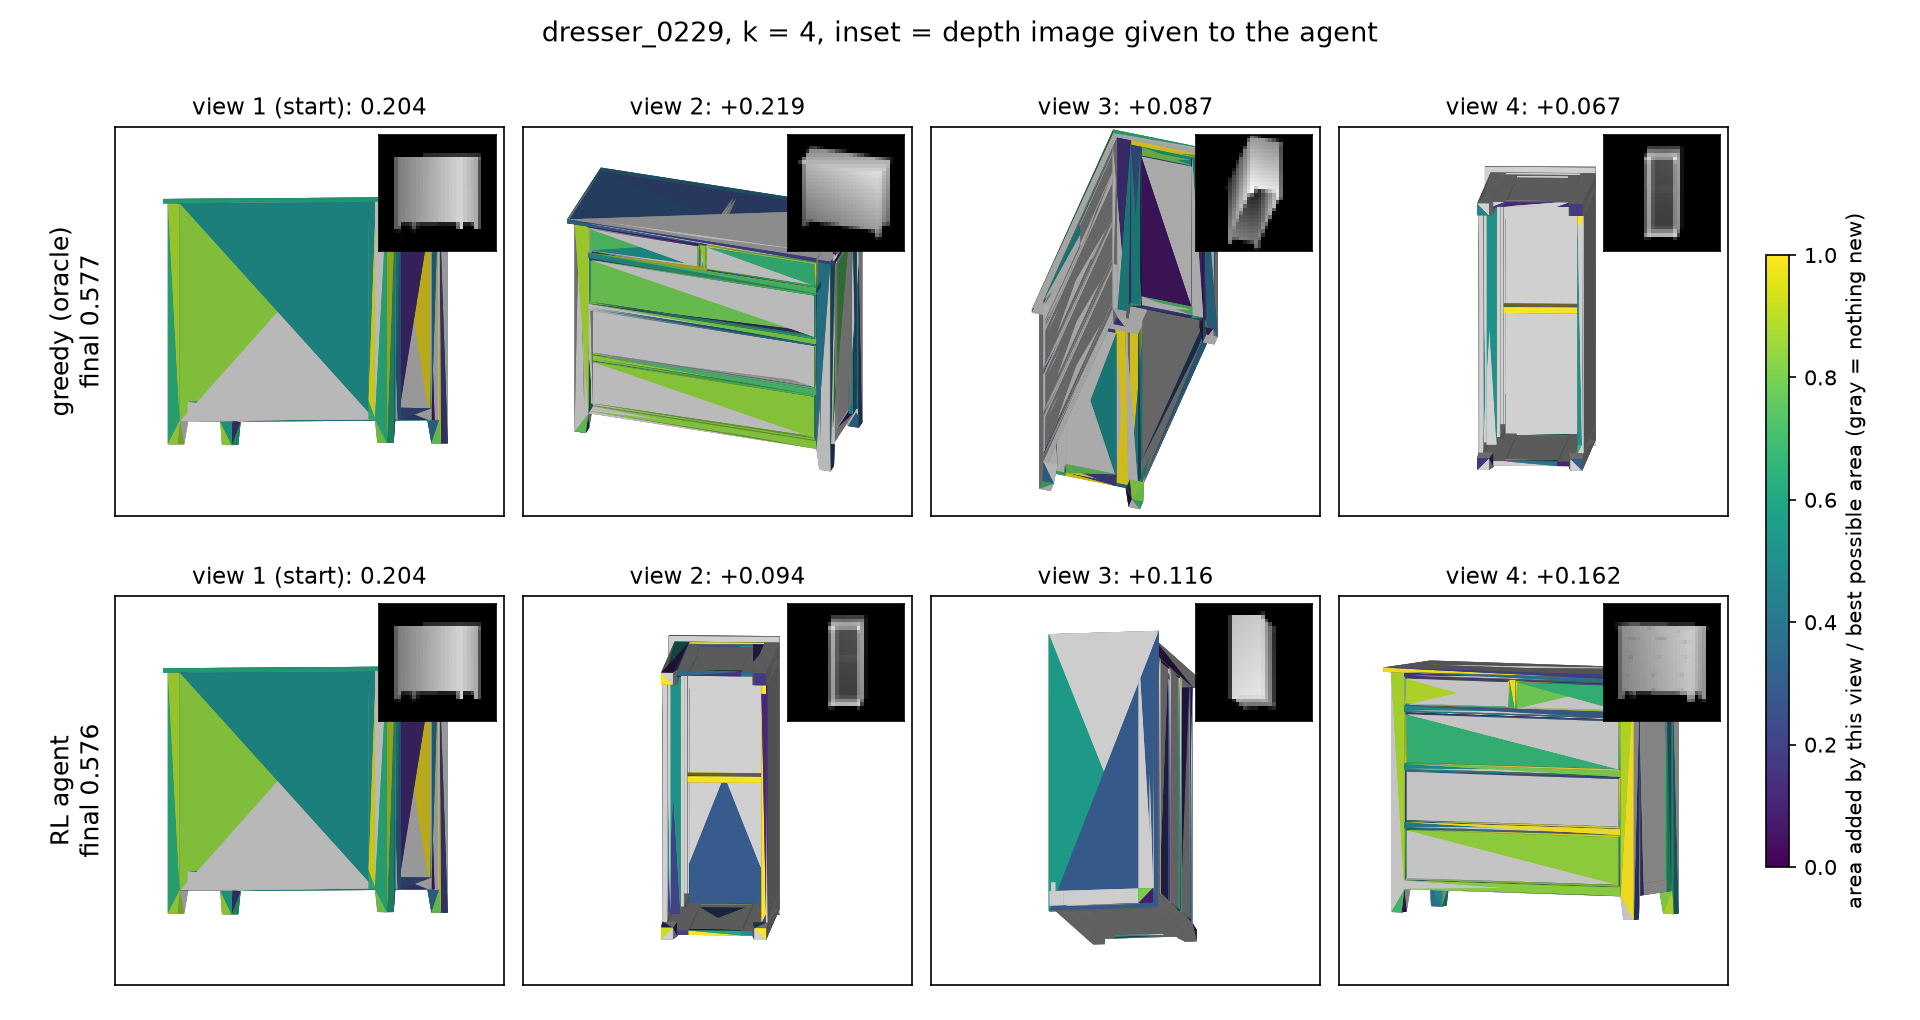 dresser_0229, k = 4, inset = depth image given to the agent
view 1 (start): 0.204
view 2: +0.219
view 3: +0.087
view 4: +0.067
greedy (oracle)
final 0.577
view 1 (start): 0.204
view 2: +0.094
view 3: +0.116
view 4: +0.162
RL agent
final 0.576
1.0
0.8
0.6
0.4
0.2
0.0
area added by this view / best possible area (gray = nothing new)